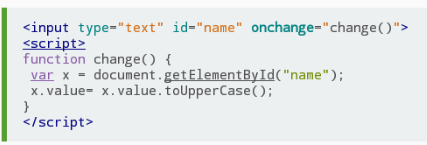 <input type="text" id="name" onchange="change()">
<script>
function change() {
 var x = document.getElementById("name");
 x.value= x.value.toUpperCase();
}
</script>